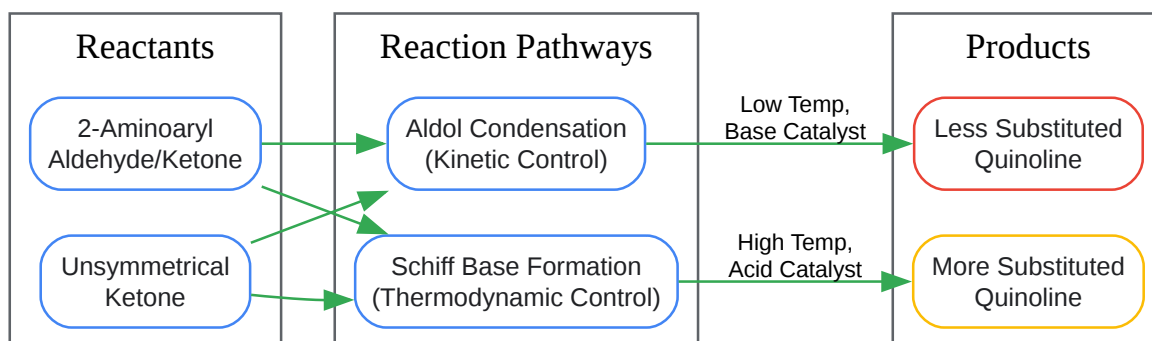 Reactants
Reaction Pathways
Products
2-Aminoaryl
Aldehyde/Ketone
Aldol Condensation
(Kinetic Control)
Low Temp,
Base Catalyst
Less Substituted
Quinoline
Unsymmetrical
Ketone
Schiff Base Formation
(Thermodynamic Control)
High Temp,
Acid Catalyst
More Substituted
Quinoline